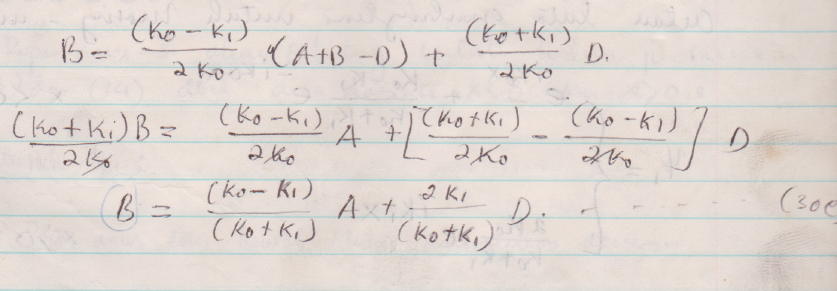 B = (K0 - K1)/2K0 (A+B-D) + (K0+K1)/2K0 D.
(K0+K1)/2K0 B = (K0-K1)/2K0 A + [(K0+K1)/2K0 - (K0-K1)/2K0] D
B = (K0-K1)/(K0+K1) A + 2K1/(K0+K1) D. - - - - - (30e